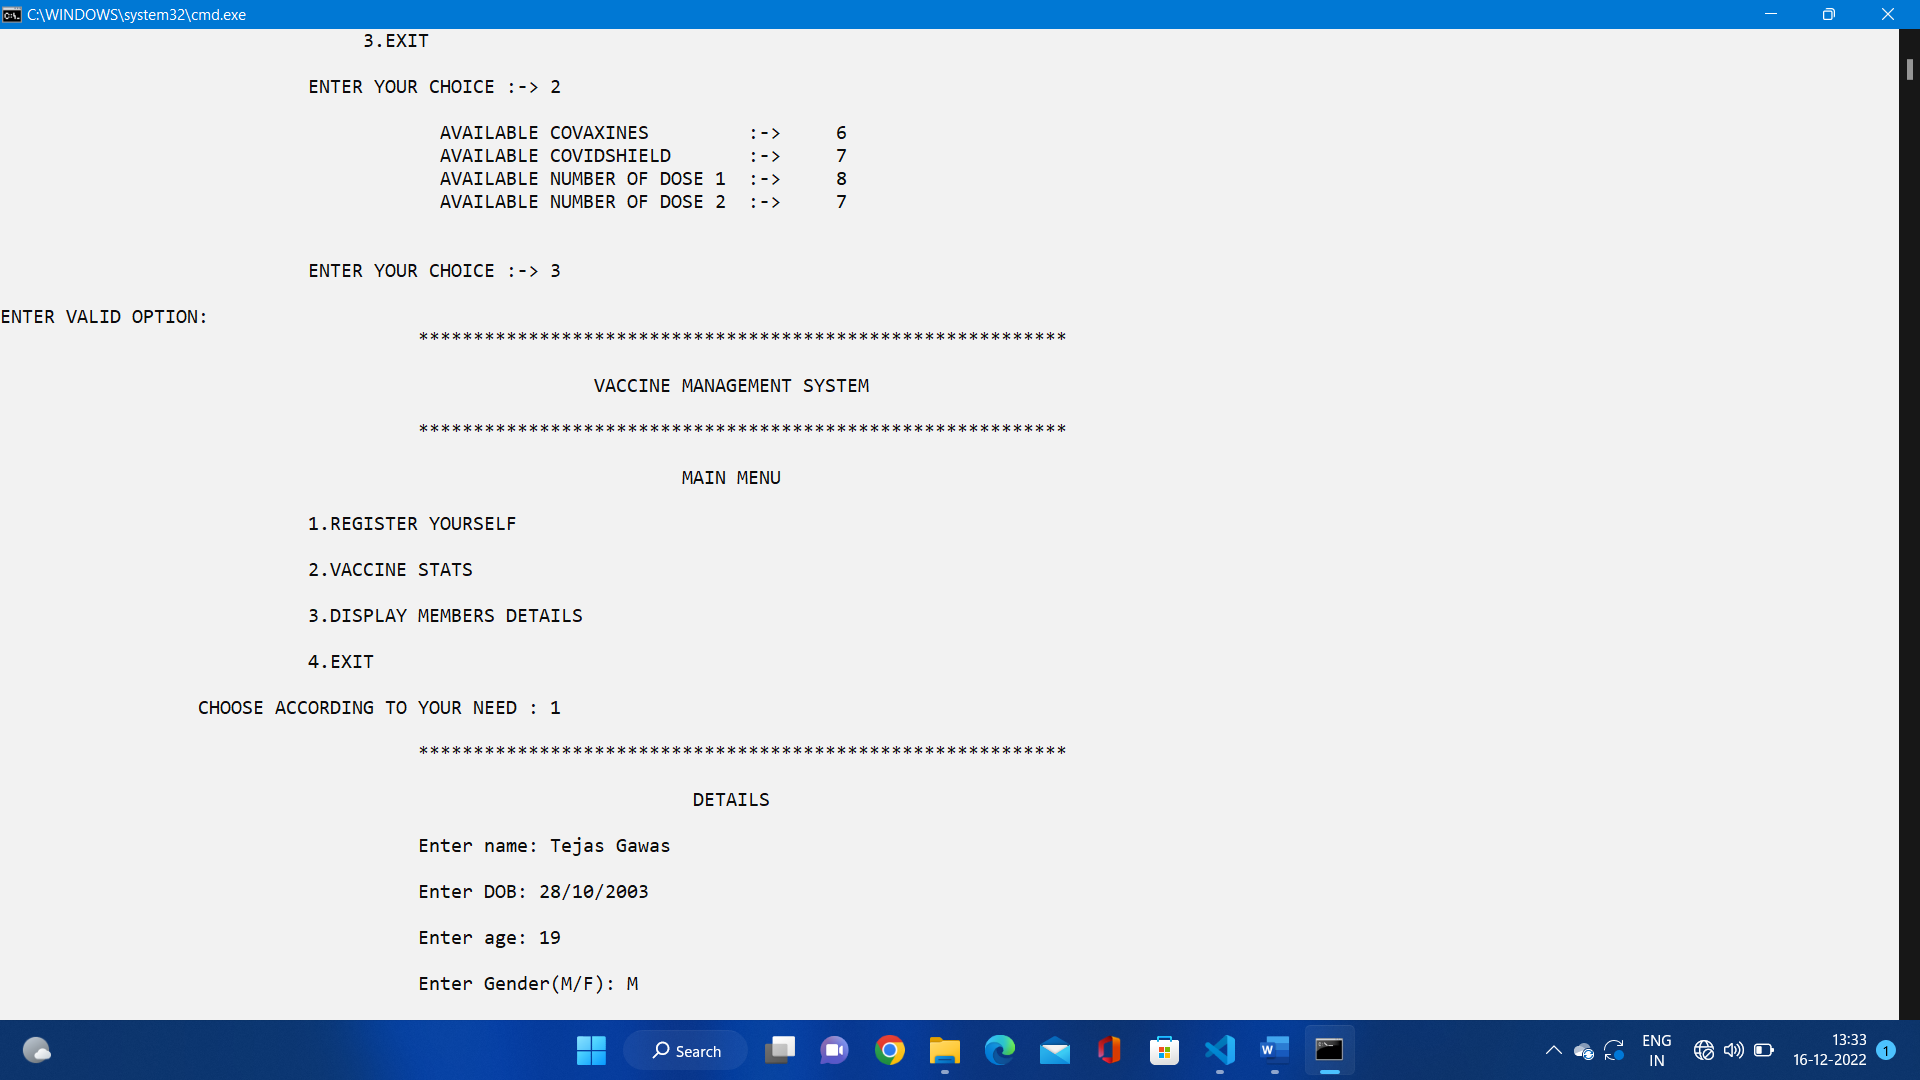 C:\WINDOWS\system32\cmd.exe
3.EXIT
ENTER YOUR CHOICE :-> 2
AVAILABLE COVAXINES :-> 6
AVAILABLE COVIDSHIELD :-> 7
AVAILABLE NUMBER OF DOSE 1 :-> 8
AVAILABLE NUMBER OF DOSE 2 :-> 7
ENTER YOUR CHOICE :-> 3
ENTER VALID OPTION:
***********************************************************
VACCINE MANAGEMENT SYSTEM
***********************************************************
MAIN MENU
1.REGISTER YOURSELF
2.VACCINE STATS
3.DISPLAY MEMBERS DETAILS
4.EXIT
CHOOSE ACCORDING TO YOUR NEED : 1
***********************************************************
DETAILS
Enter name: Tejas Gawas
Enter DOB: 28/10/2003
Enter age: 19
Enter Gender(M/F): M
Search
ENG
IN
13:33
16-12-2022
1